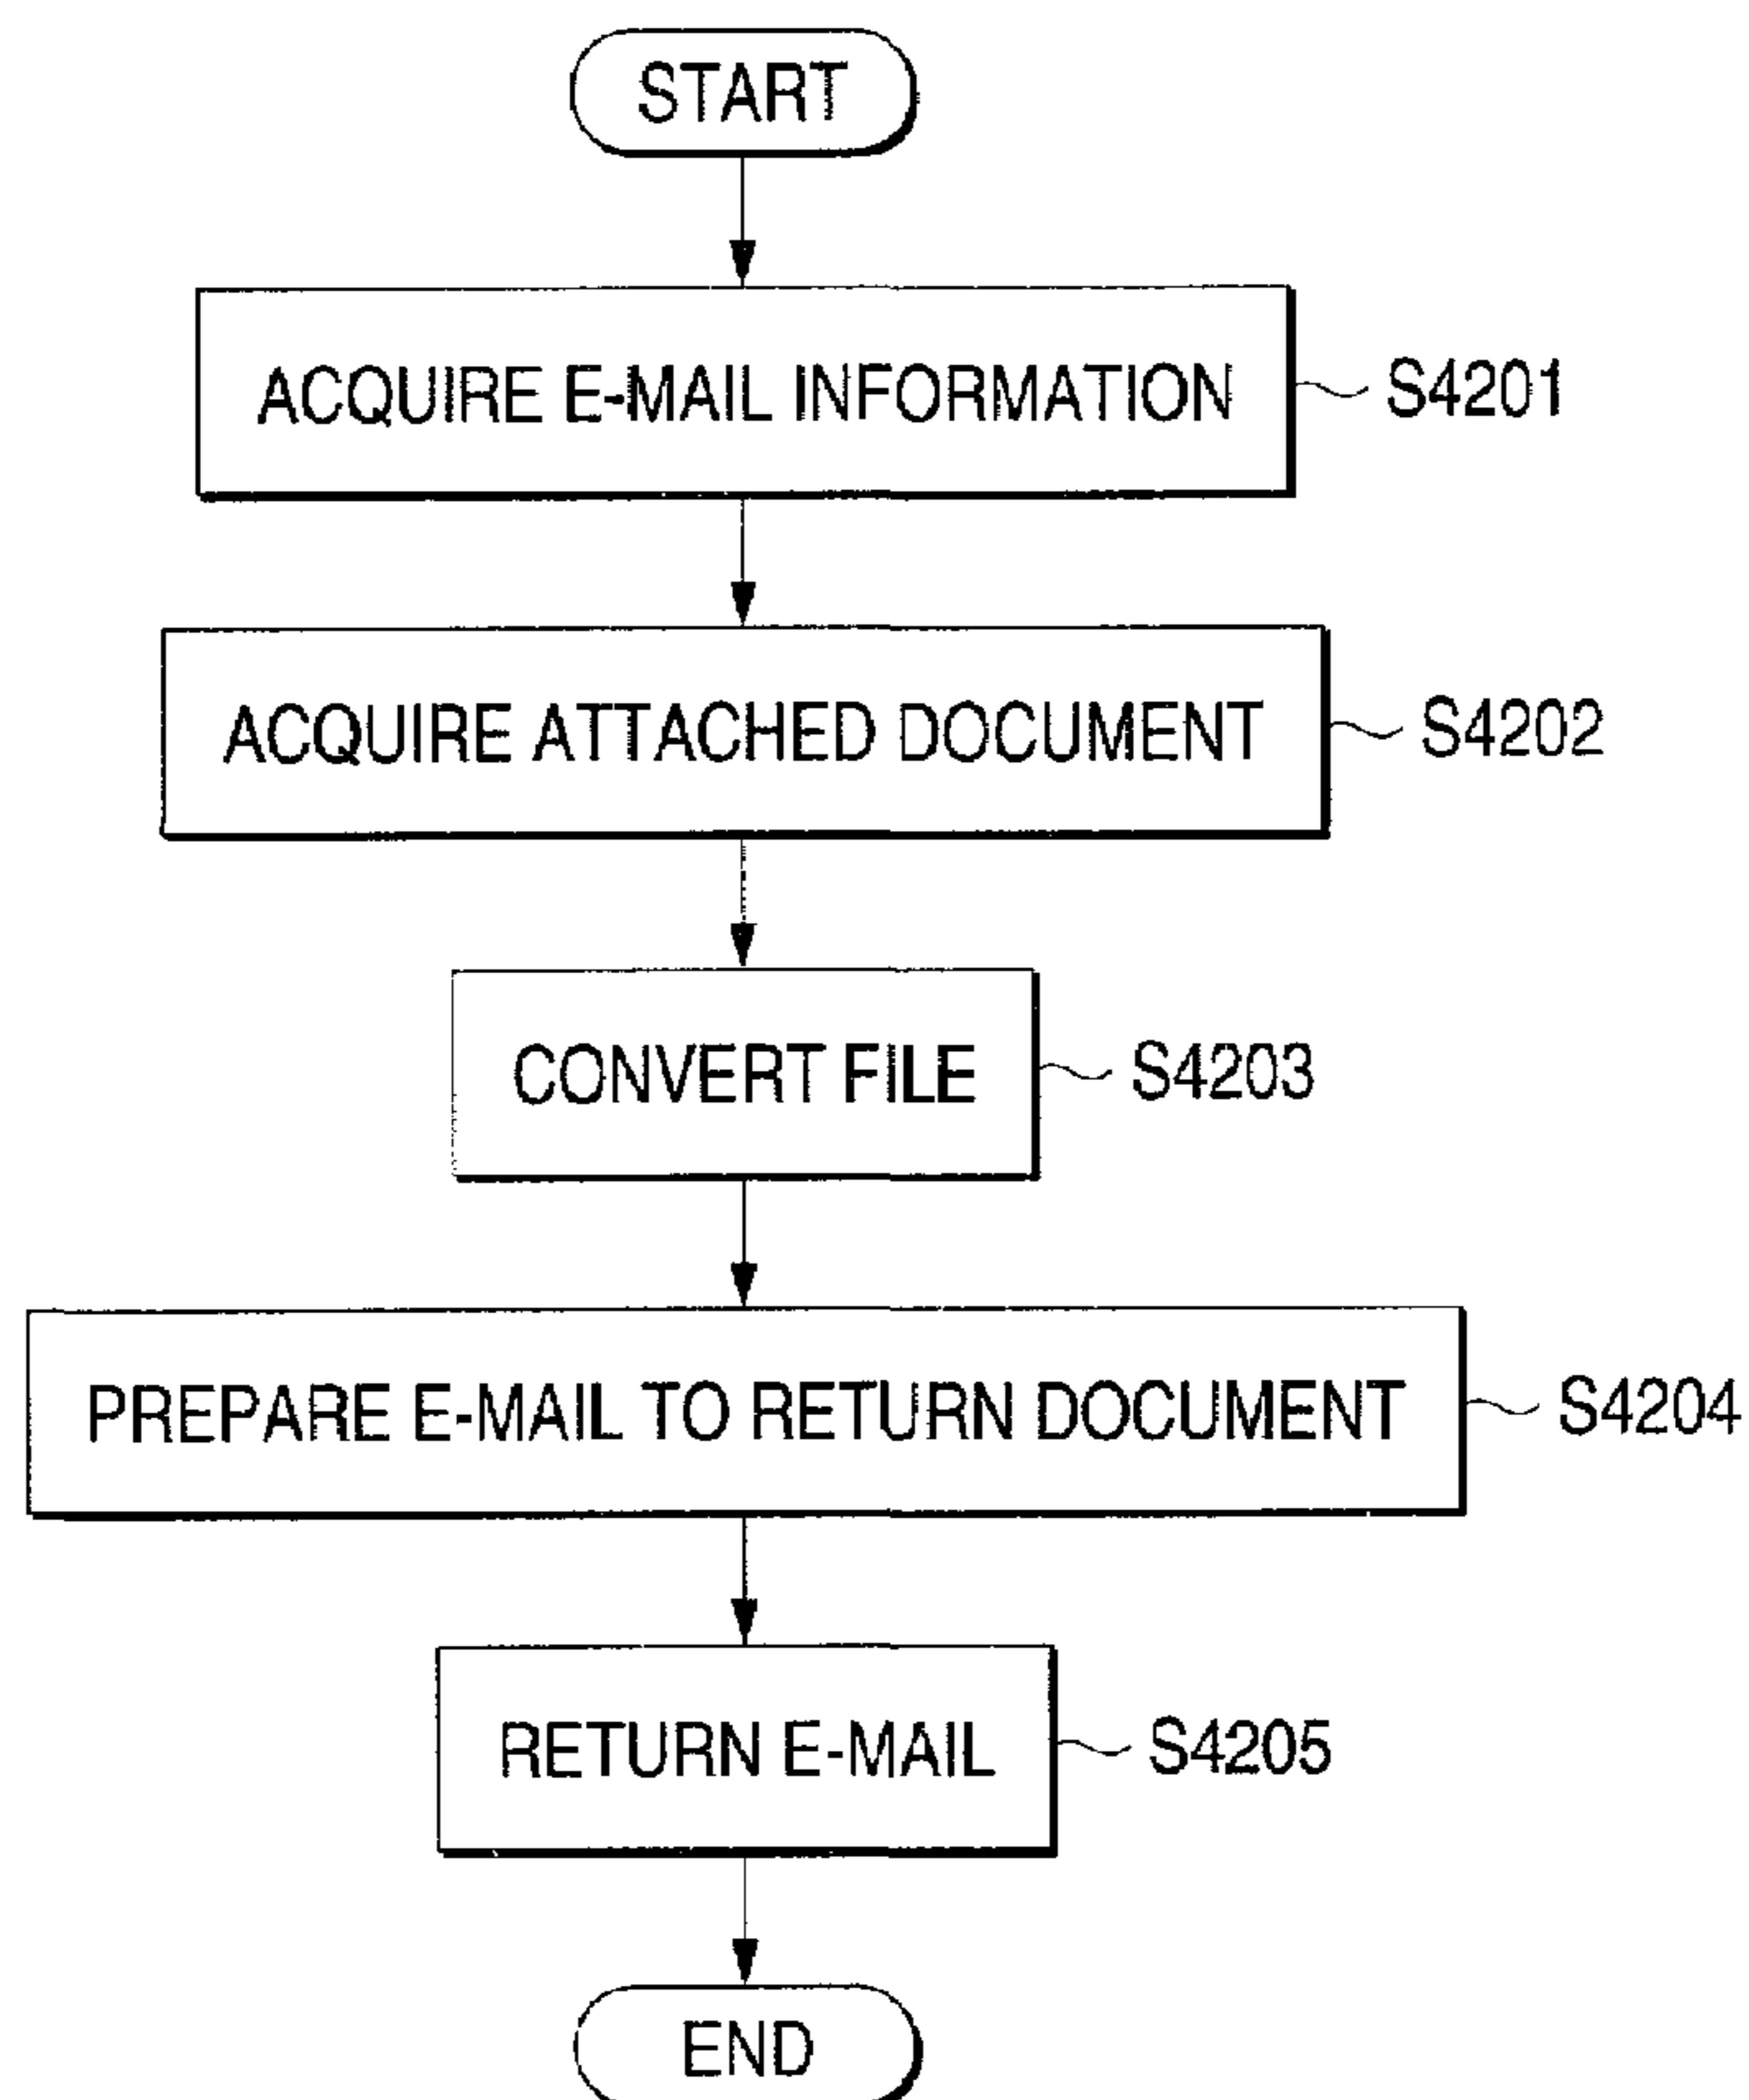 START
ACQUIRE E-MAIL INFORMATION S4201
ACQUIRE ATTACHED DOCUMENT S4202
CONVERT FILE S4203
PREPARE E-MAIL TO RETURN DOCUMENT S4204
RETURN E-MAIL S4205
END